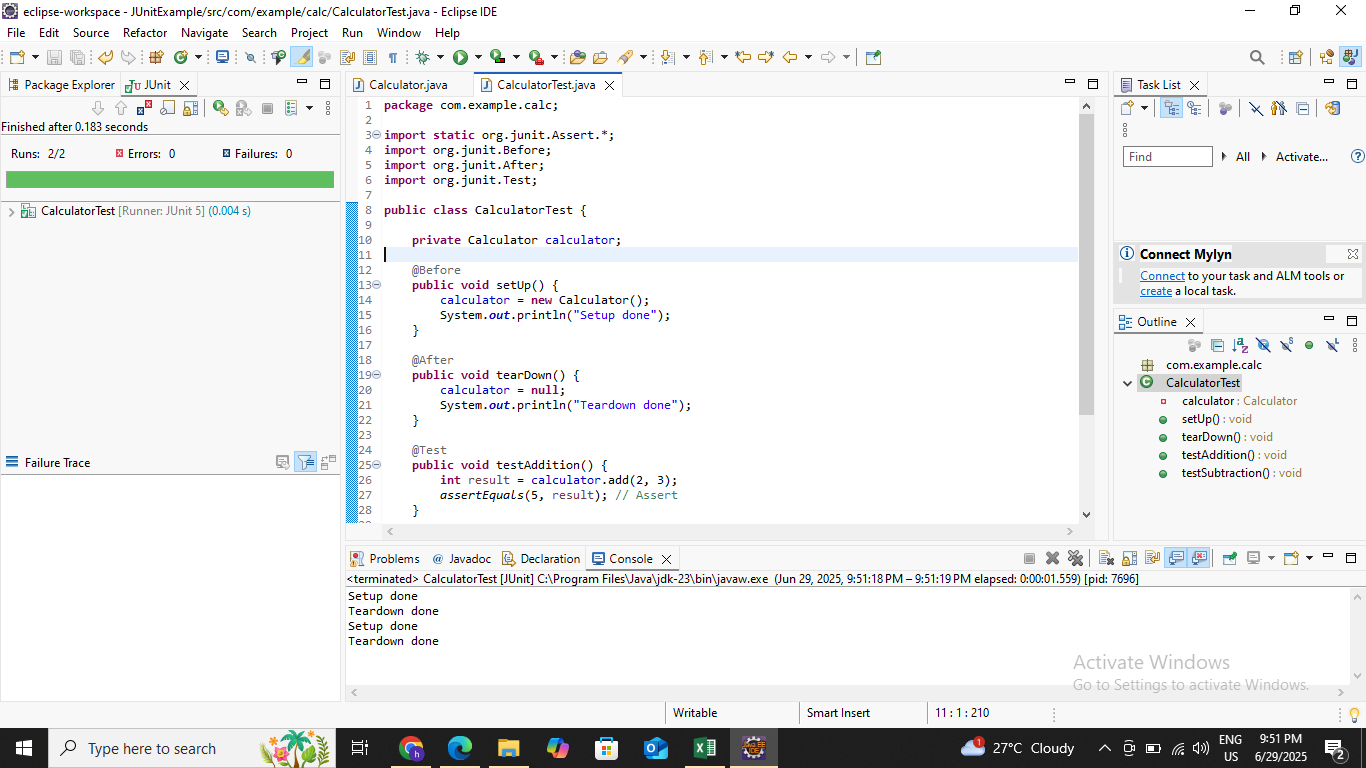 eclipse-workspace - JUnitExample/src/com/example/calc/CalculatorTest.java - Eclipse IDE
File Edit Source Refactor Navigate Search Project Run Window Help
Package Explorer JUnit
Finished after 0.183 seconds
Runs: 2/2 Errors: 0 Failures: 0
CalculatorTest [Runner: JUnit 5] (0.004 s)
Failure Trace
Calculator.java CalculatorTest.java
1 package com.example.calc;
2
3 import static org.junit.Assert.*;
4 import org.junit.Before;
5 import org.junit.After;
6 import org.junit.Test;
7
8 public class CalculatorTest {
9
10     private Calculator calculator;
11
12     @Before
13     public void setUp() {
14         calculator = new Calculator();
15         System.out.println("Setup done");
16     }
17
18     @After
19     public void tearDown() {
20         calculator = null;
21         System.out.println("Teardown done");
22     }
23
24     @Test
25     public void testAddition() {
26         int result = calculator.add(2, 3);
27         assertEquals(5, result); // Assert
28     }
Task List
Find All Activate...
Connect Mylyn
Connect to your task and ALM tools or
create a local task.
Outline
com.example.calc
CalculatorTest
calculator : Calculator
setUp() : void
tearDown() : void
testAddition() : void
testSubtraction() : void
Problems @ Javadoc Declaration Console
<terminated> CalculatorTest [JUnit] C:\Program Files\Java\jdk-23\bin\javaw.exe (Jun 29, 2025, 9:51:18 PM – 9:51:19 PM elapsed: 0:00:01.559) [pid: 7696]
Setup done
Teardown done
Setup done
Teardown done
Activate Windows
Go to Settings to activate Windows.
Writable Smart Insert 11 : 1 : 210
Type here to search
27°C Cloudy
ENG
US
9:51 PM
6/29/2025
2